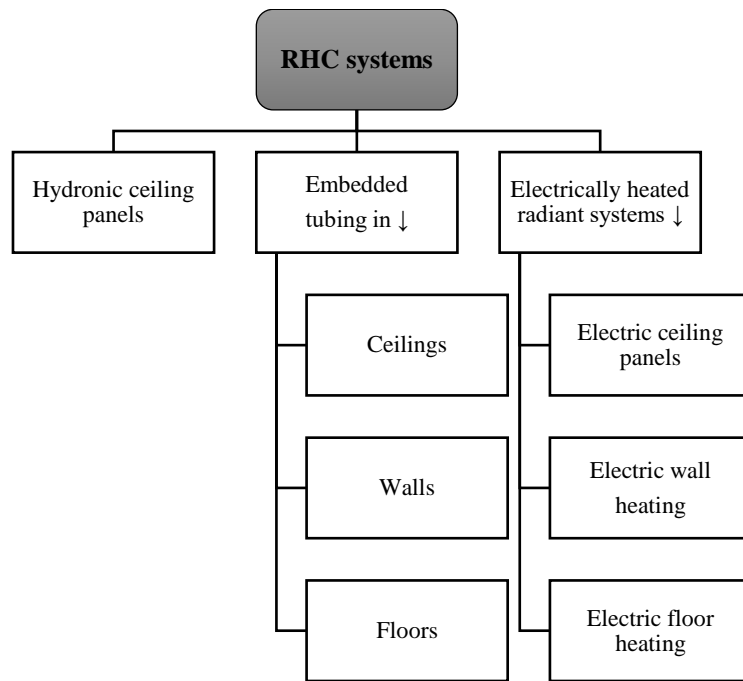 RHC systems
Hydronic ceiling
panels
Embedded
tubing in ↓
Electrically heated
radiant systems ↓
Ceilings
Walls
Floors
Electric ceiling
panels
Electric wall
heating
Electric floor
heating